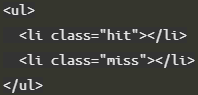 <ul>
  <li class="hit"></li>
  <li class="miss"></li>
</ul>